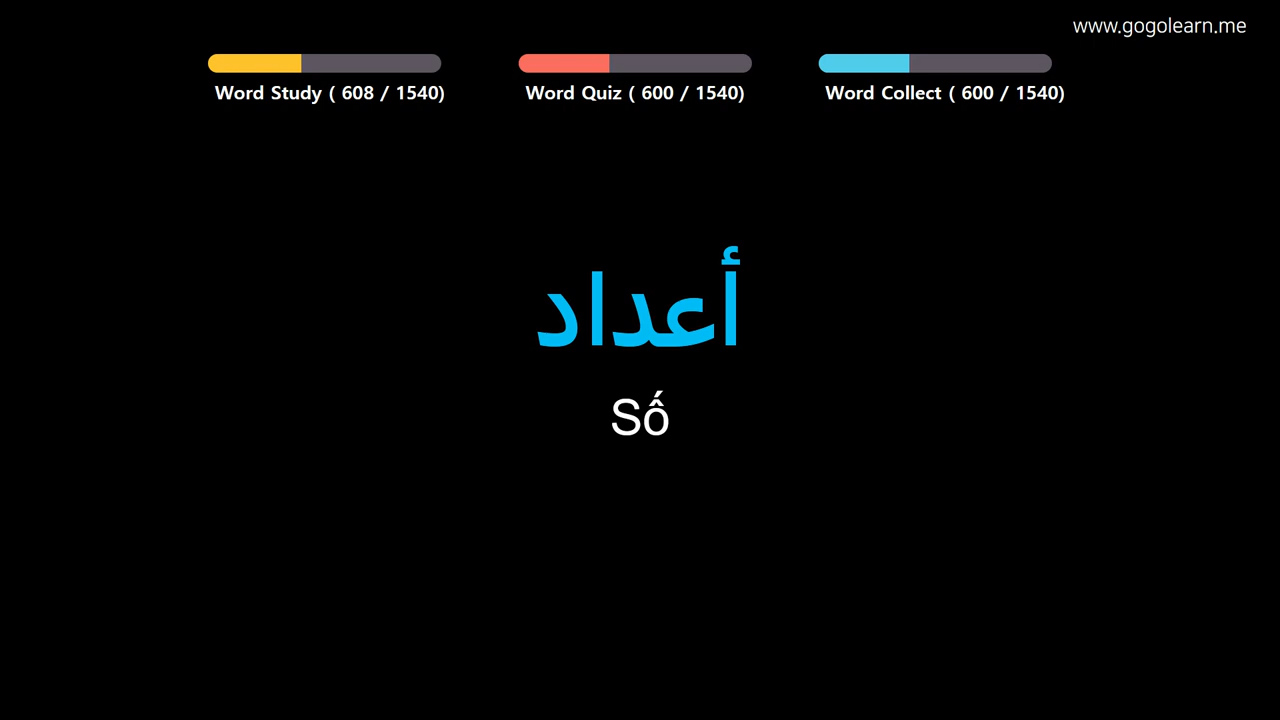 www.gogolearn.me
Word Study ( 608 / 1540)
Word Quiz ( 600 / 1540)
Word Collect ( 600 / 1540)
أعداد
Số